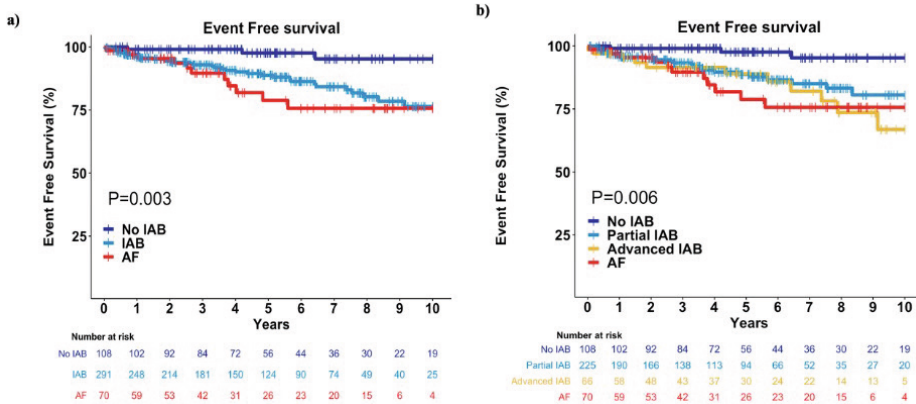 a)
Event Free survival
Event Free Survival (%)
100
75
50
25
P=0.003
No IAB
IAB
AF
0 1 2 3 4 5 6 7 8 9 10
Years
Number at risk
No IAB 108 102 92 84 72 56 44 36 30 22 19
IAB 291 248 214 181 150 124 90 74 49 40 25
AF 70 59 53 42 31 26 23 20 15 6 4
b)
Event Free survival
Event Free Survival (%)
100
75
50
25
P=0.006
No IAB
Partial IAB
Advanced IAB
AF
0 1 2 3 4 5 6 7 8 9 10
Years
Number at risk
No IAB 108 102 92 84 72 56 44 36 30 22 19
Partial IAB 225 190 166 138 113 94 66 52 35 27 20
Advanced IAB 66 58 48 43 37 30 24 22 14 13 5
AF 70 59 53 42 31 26 23 20 15 6 4